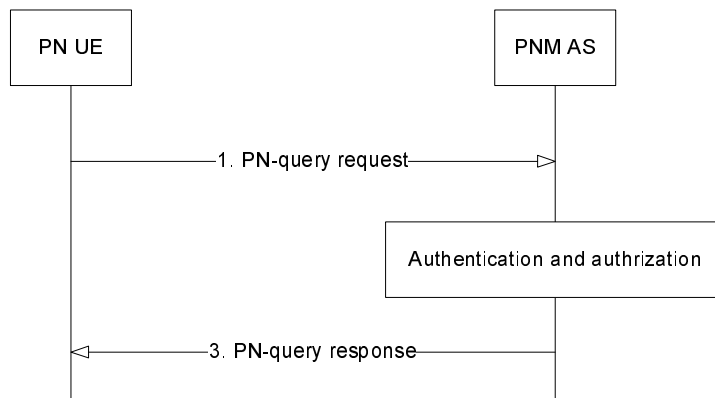 PN UE
PNM AS
1. PN-query request
Authentication and authrization
3. PN-query response